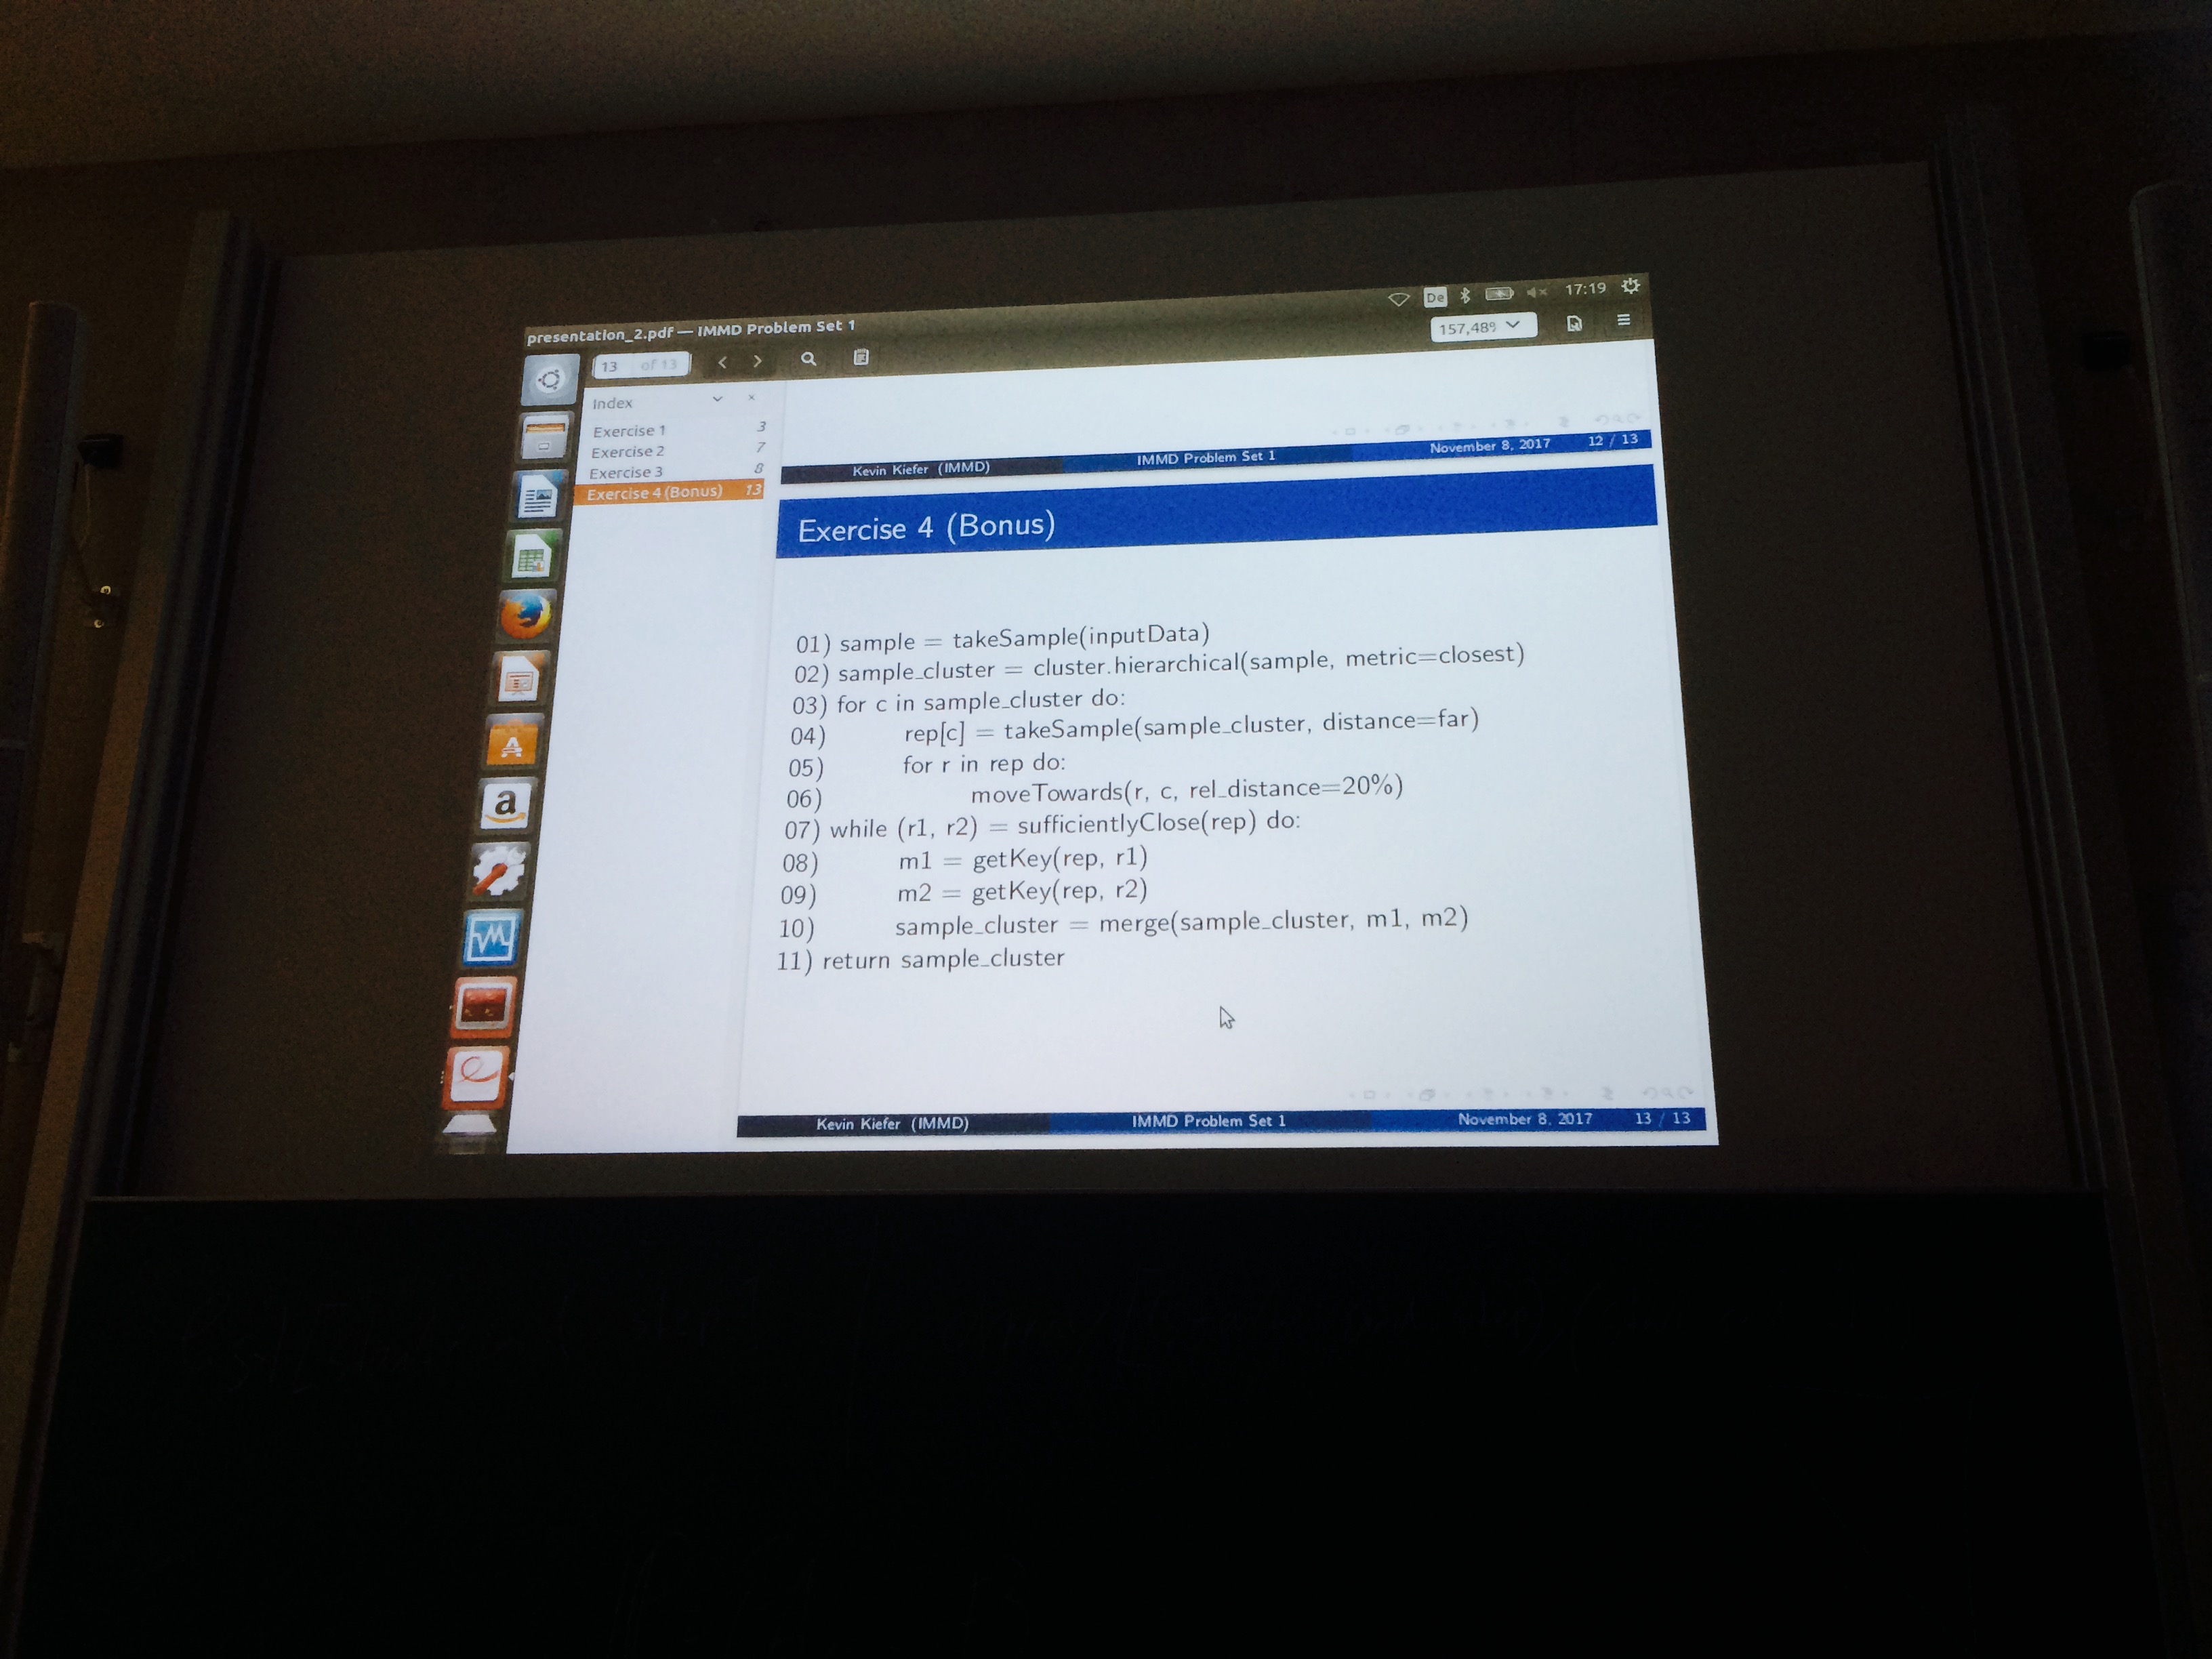 De 17:19
presentation_2.pdf — IMMD Problem Set 1
157,48%
13 of 13
Index
Exercise 1 3
Exercise 2 7
Exercise 3 8
Exercise 4 (Bonus) 13
Kevin Kiefer (IMMD) IMMD Problem Set 1 November 8, 2017 12 / 13
Exercise 4 (Bonus)
01) sample = takeSample(inputData)
02) sample_cluster = cluster.hierarchical(sample, metric=closest)
03) for c in sample_cluster do:
04) rep[c] = takeSample(sample_cluster, distance=far)
05) for r in rep do:
06) moveTowards(r, c, rel_distance=20%)
07) while (r1, r2) = sufficientlyClose(rep) do:
08) m1 = getKey(rep, r1)
09) m2 = getKey(rep, r2)
10) sample_cluster = merge(sample_cluster, m1, m2)
11) return sample_cluster
Kevin Kiefer (IMMD) IMMD Problem Set 1 November 8, 2017 13 / 13